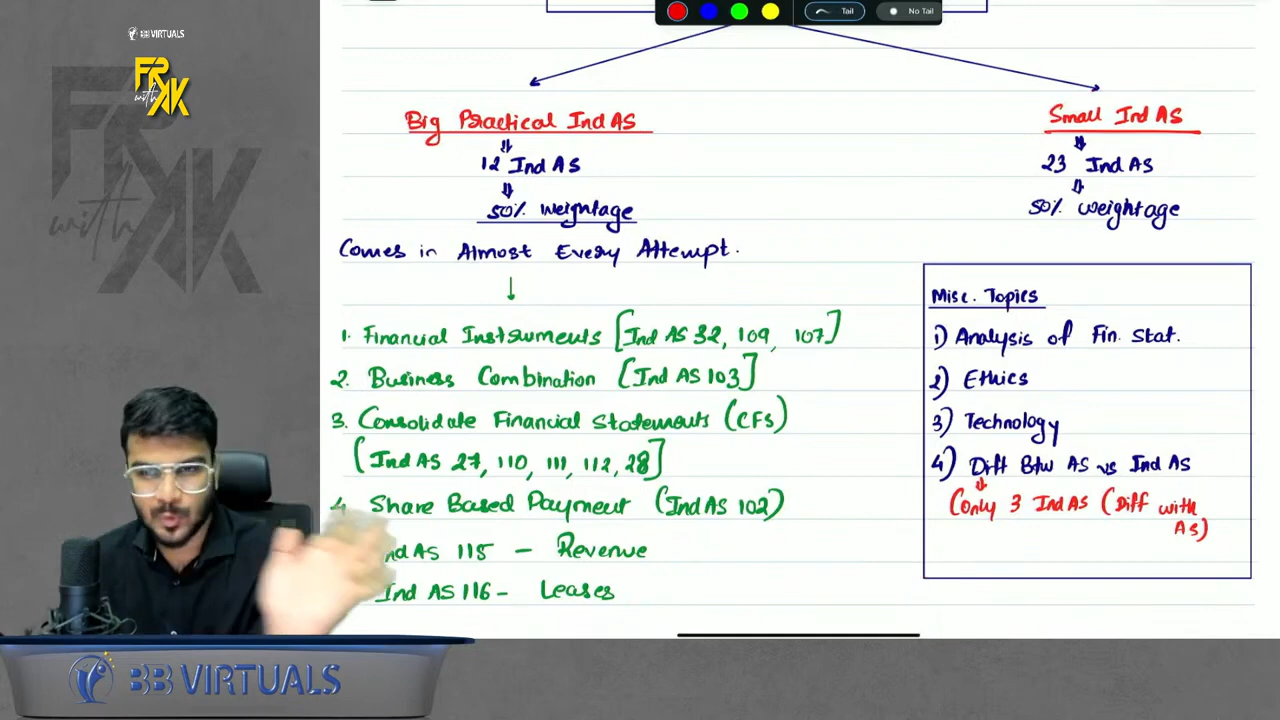 BB VIRTUALS
FR
with
AK
FR
with
AK
Tail
No Tail
Big Practical Ind AS
12 Ind AS
50% weightage
Comes in Almost Every Attempt.
1. Financial Instruments [Ind AS 32, 109, 107]
2. Business Combination [Ind AS 103]
3. Consolidate Financial Statements (CFS)
[Ind AS 27, 110, 111, 112, 28]
4. Share Based Payment (Ind AS 102)
Ind AS 115 - Revenue
Ind AS 116 - Leases
Small Ind AS
23 Ind AS
50% weightage
Misc. Topics
1) Analysis of Fin. Stat.
2) Ethics
3) Technology
4) Diff Btw AS vs Ind AS
(Only 3 Ind AS (Diff with
AS)
BB VIRTUALS